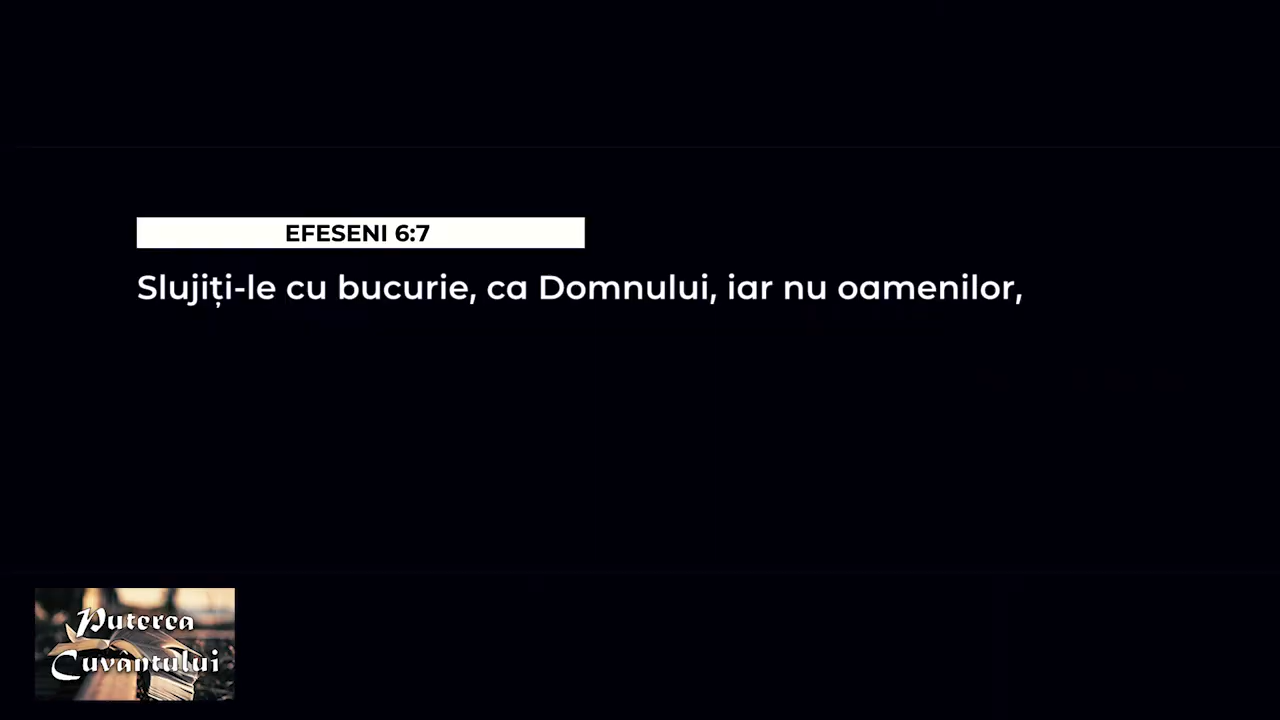 EFESENI 6:7
Slujiți-le cu bucurie, ca Domnului, iar nu oamenilor,
Puterea
Cuvântului